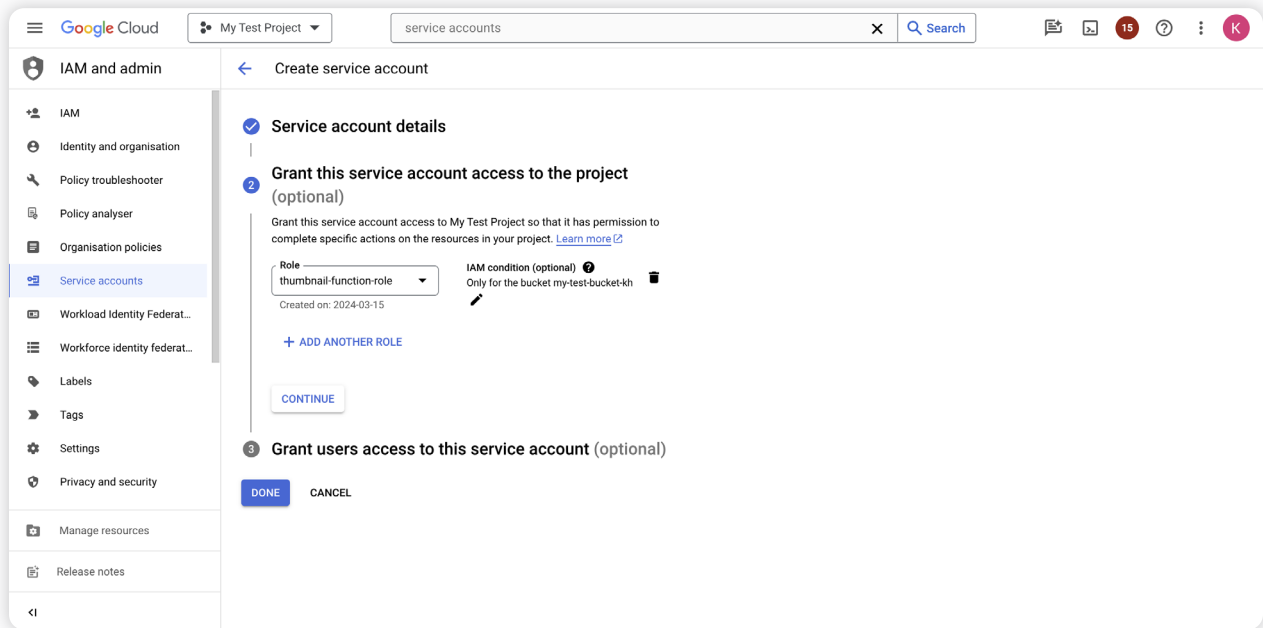 Google Cloud
My Test Project
service accounts
Search
15
K
IAM and admin
Create service account
IAM
Identity and organisation
Policy troubleshooter
Policy analyser
Organisation policies
Service accounts
Workload Identity Federat...
Workforce identity federat...
Labels
Tags
Settings
Privacy and security
Manage resources
Release notes
Service account details
2
Grant this service account access to the project
(optional)
Grant this service account access to My Test Project so that it has permission to
complete specific actions on the resources in your project. Learn more
Role
thumbnail-function-role
Created on: 2024-03-15
IAM condition (optional)
Only for the bucket my-test-bucket-kh
ADD ANOTHER ROLE
CONTINUE
3
Grant users access to this service account (optional)
DONE
CANCEL